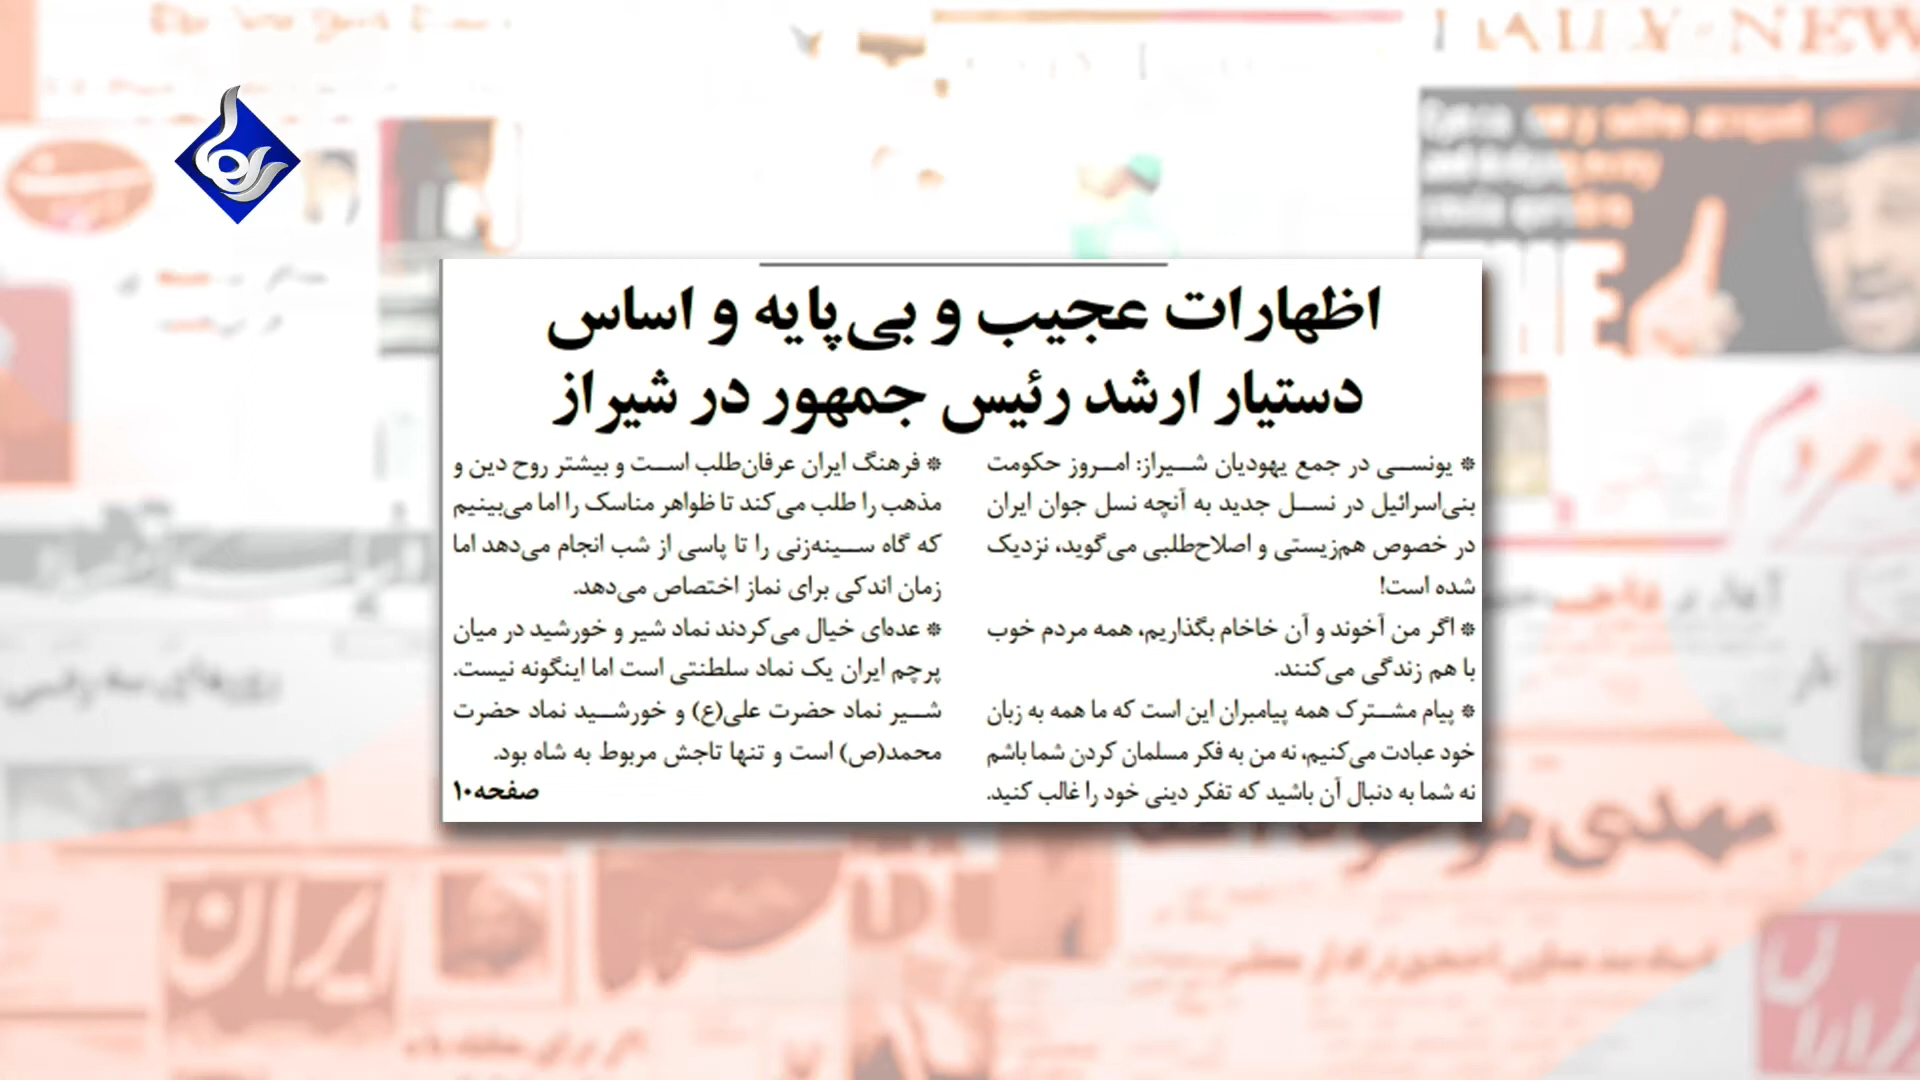 DAILY NEW
اظهارات عجیب و بی‌پایه و اساس
دستیار ارشد رئیس جمهور در شیراز
* یونسی در جمع یهودیان شیراز: امروز حکومت
بنی‌اسرائیل در نسل جدید به آنچه نسل جوان ایران
در خصوص هم‌زیستی و اصلاح‌طلبی می‌گوید، نزدیک
شده است!
* اگر من آخوند و آن خاخام بگذاریم، همه مردم خوب
با هم زندگی می‌کنند.
* پیام مشترک همه پیامبران این است که ما همه به زبان
خود عبادت می‌کنیم، نه من به فکر مسلمان کردن شما باشم
نه شما به دنبال آن باشید که تفکر دینی خود را غالب کنید.
* فرهنگ ایران عرفان‌طلب است و بیشتر روح دین و
مذهب را طلب می‌کند تا ظواهر مناسک را اما می‌بینیم
که گاه سینه‌زنی را تا پاسی از شب انجام می‌دهد اما
زمان اندکی برای نماز اختصاص می‌دهد.
* عده‌ای خیال می‌کردند نماد شیر و خورشید در میان
پرچم ایران یک نماد سلطنتی است اما اینگونه نیست.
شیر نماد حضرت علی(ع) و خورشید نماد حضرت
محمد(ص) است و تنها تاجش مربوط به شاه بود.
صفحه۱۰
ایران